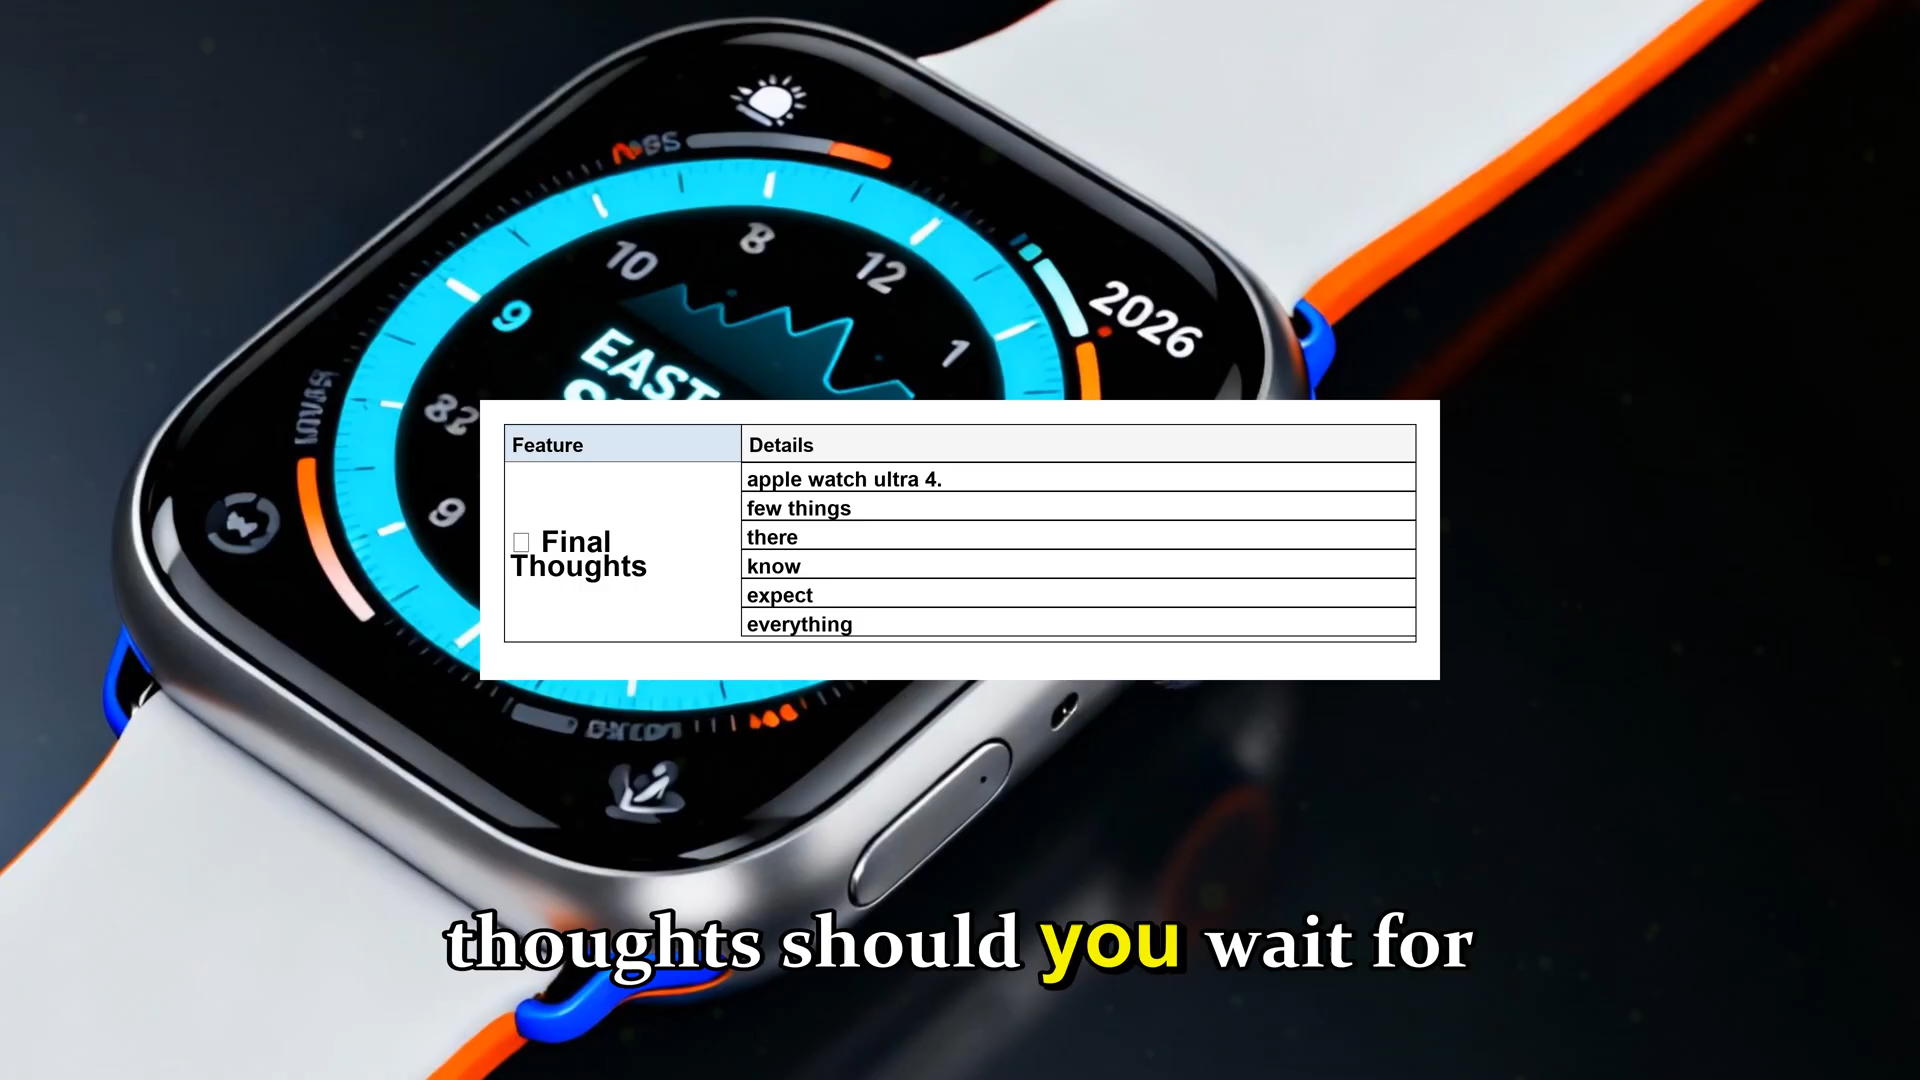 10
8
12
2026
9
1
EAST
82
9
Feature
Details
apple watch ultra 4.
few things
there
Final
Thoughts
know
expect
everything
thoughts should you wait for